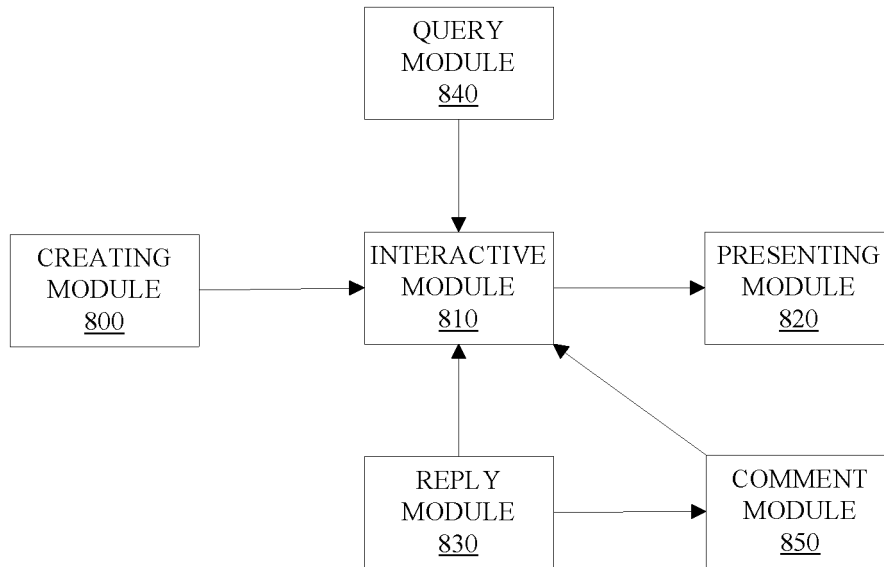 QUERY
MODULE
840
CREATING
MODULE
800
INTERACTIVE
MODULE
810
PRESENTING
MODULE
820
REPLY
MODULE
830
COMMENT
MODULE
850